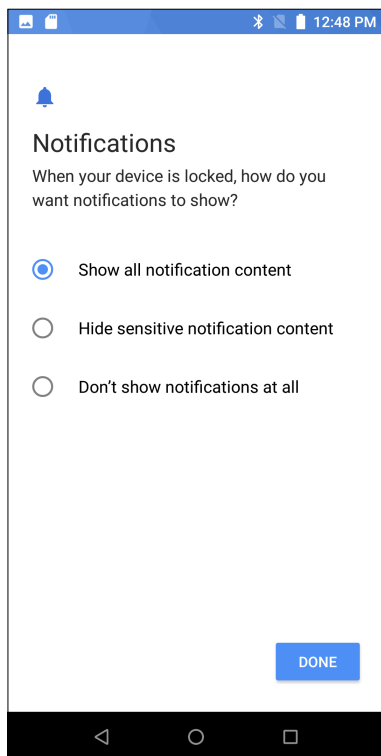 12:48 PM
Notifications
When your device is locked, how do you
want notifications to show?
Show all notification content
Hide sensitive notification content
Don’t show notifications at all
DONE